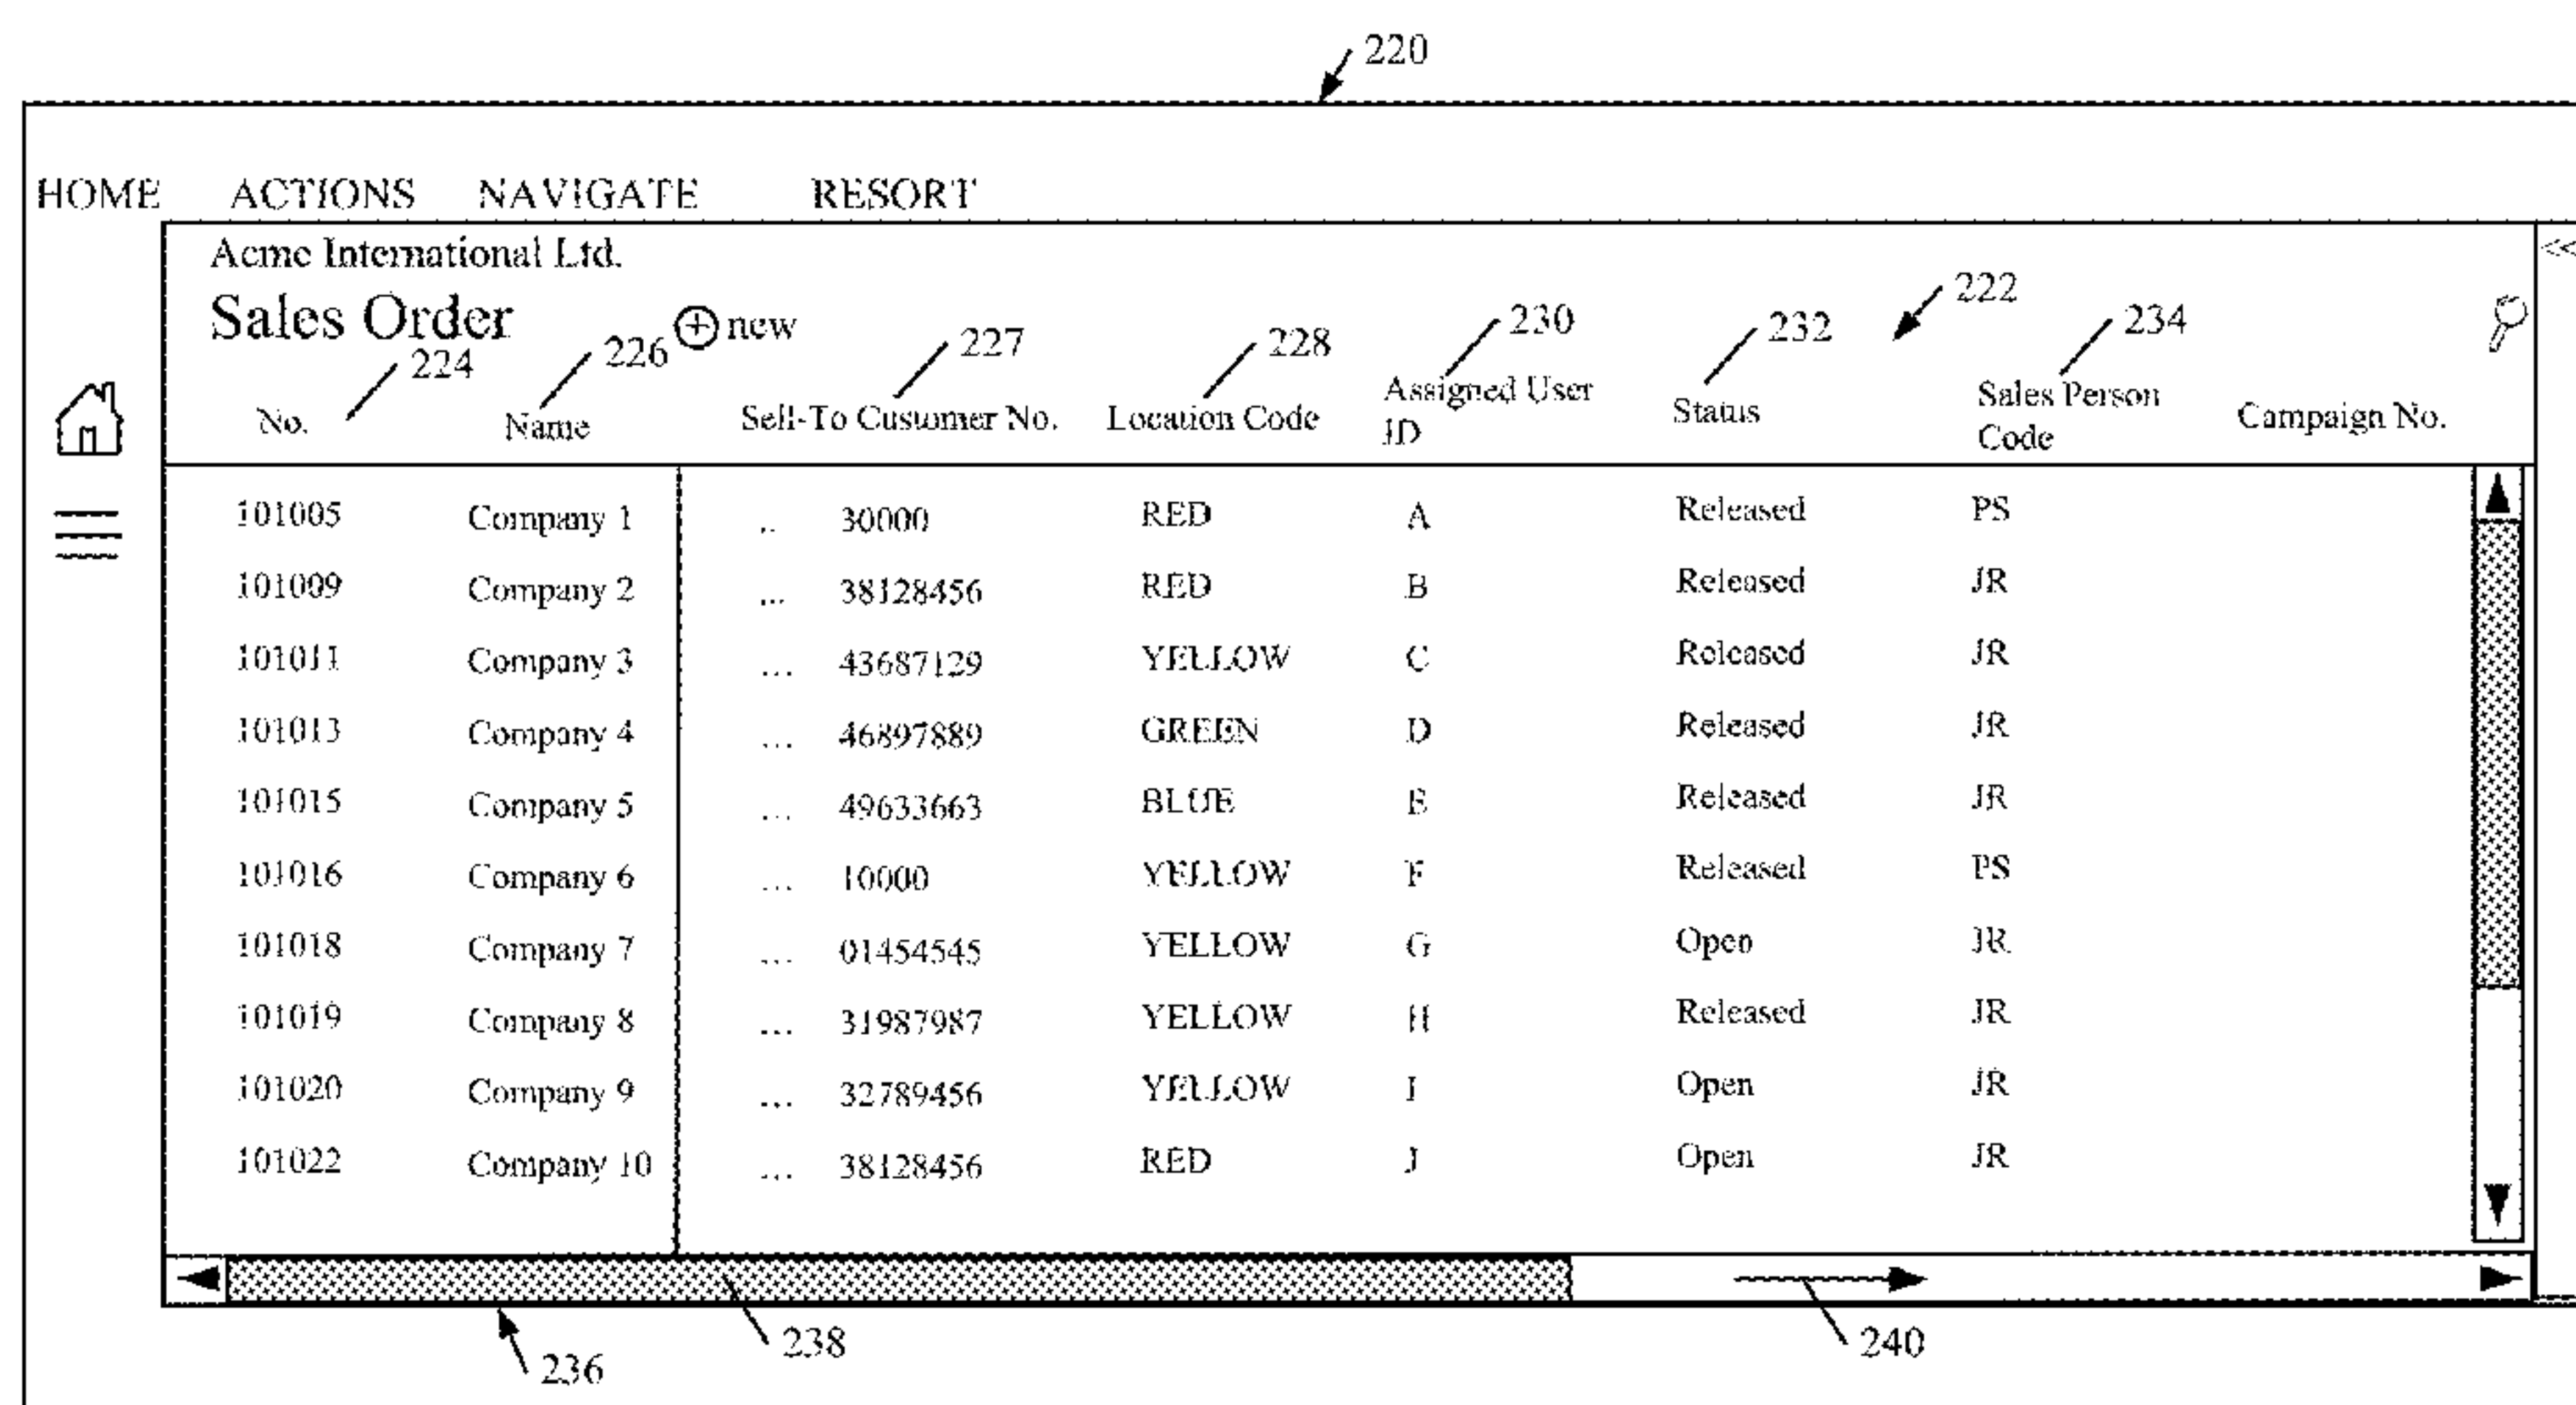 220
HOME ACTIONS NAVIGATE RESORT
Acme International Ltd.
<<
Sales Order new
224 226 227 228 230 232 222 234
No. Name Sell-To Customer No. Location Code Assigned User ID Status Sales Person Code Campaign No.
101005 Company 1 .. 30000 RED A Released PS
101009 Company 2 ... 38128456 RED B Released JR
101011 Company 3 ... 43687129 YELLOW C Released JR
101013 Company 4 ... 46897889 GREEN D Released JR
101015 Company 5 ... 49633663 BLUE E Released JR
101016 Company 6 ... 10000 YELLOW F Released PS
101018 Company 7 ... 01454545 YELLOW G Open JR
101019 Company 8 ... 31987987 YELLOW H Released JR
101020 Company 9 ... 32789456 YELLOW I Open JR
101022 Company 10 ... 38128456 RED J Open JR
236 238 240